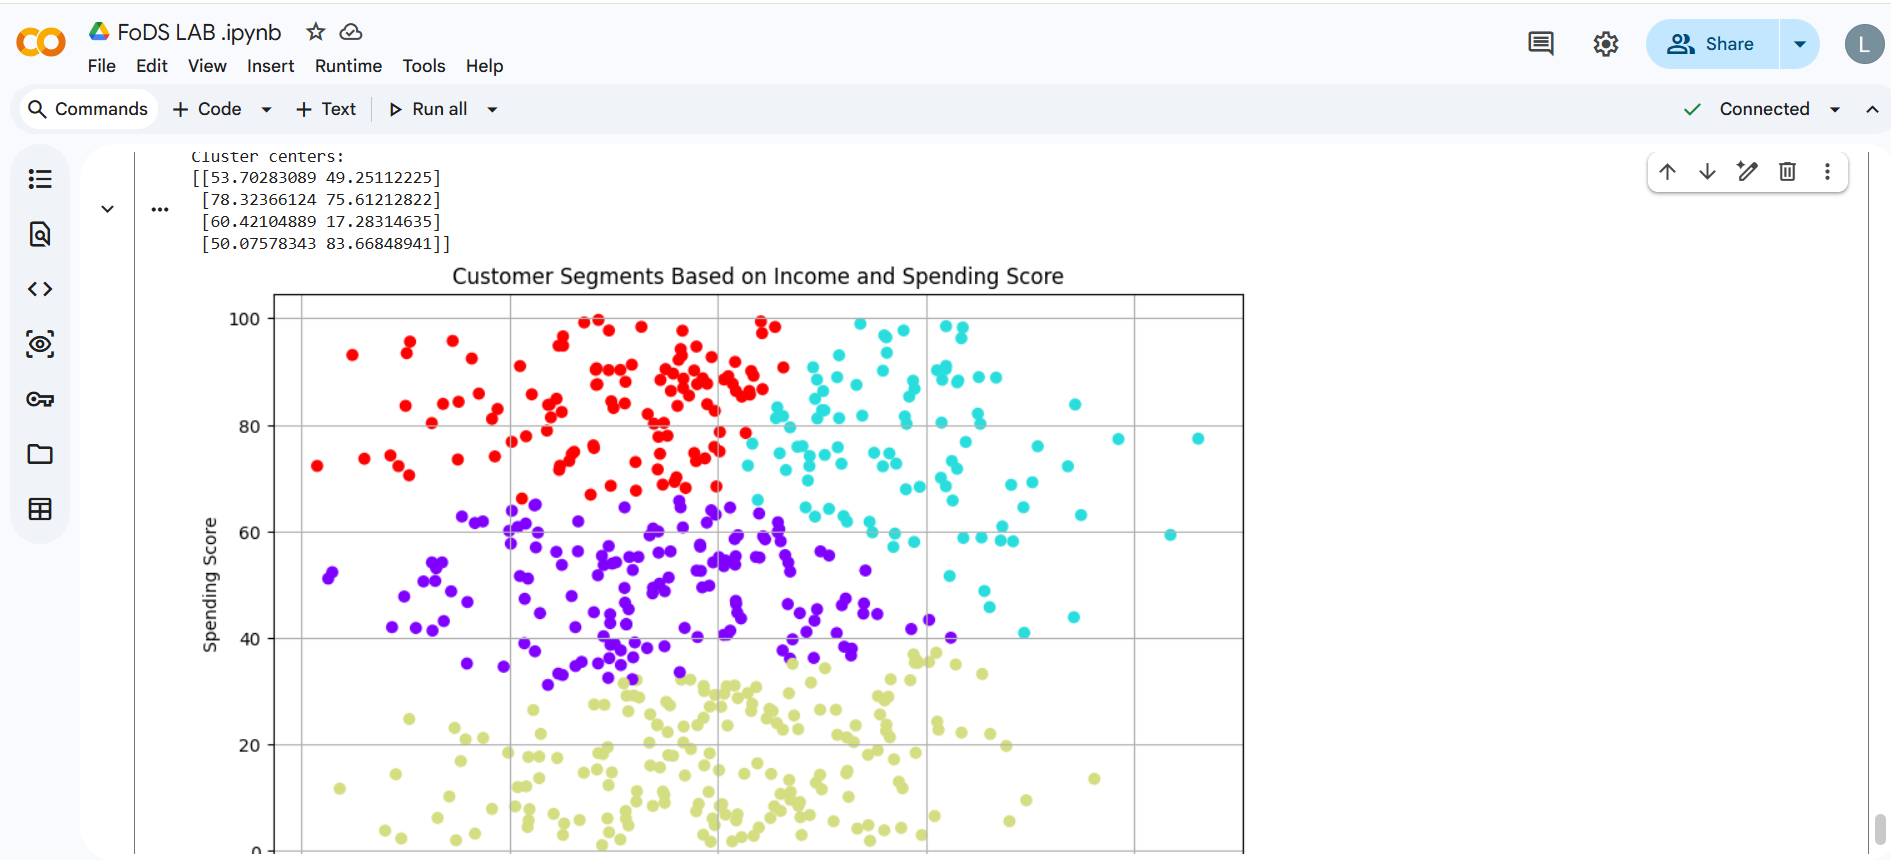 FoDS LAB .ipynb
File Edit View Insert Runtime Tools Help
Share
L
Commands + Code + Text Run all
Connected
Cluster centers:
[[53.70283089 49.25112225]
[78.32366124 75.61212822]
[60.42104889 17.28314635]
[50.07578343 83.66848941]]
Customer Segments Based on Income and Spending Score
100
80
60
40
20
0
Spending Score